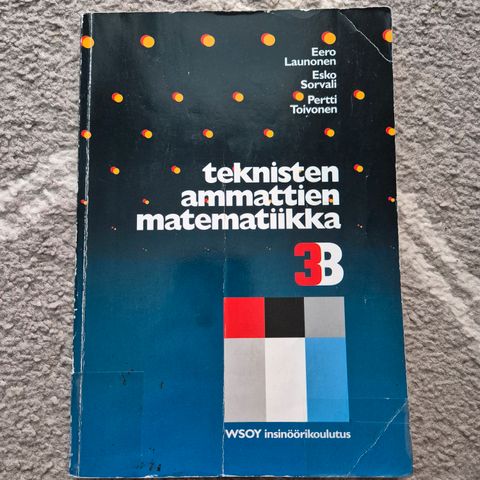 Eero
Launonen
Esko
Sorvali
Pertti
Toivonen
teknisten
ammattien
matematiikka
3B
WSOY insinöörikoulutus